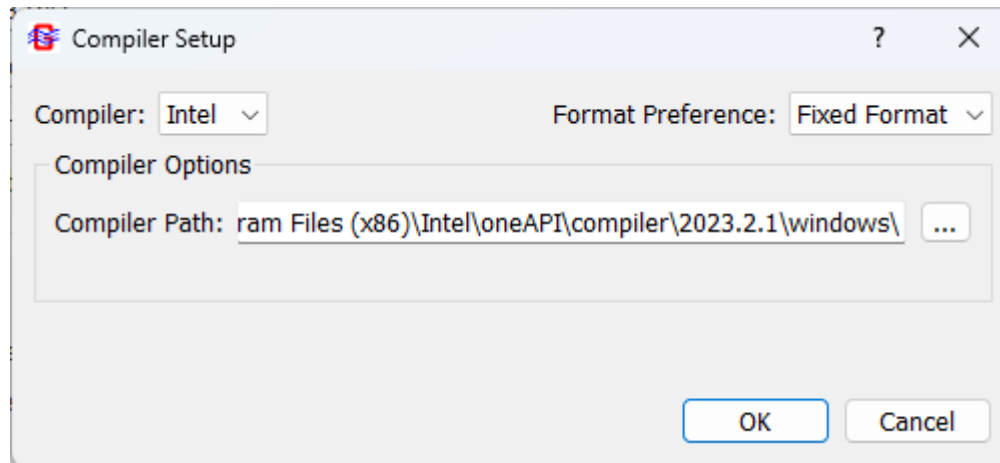 Compiler Setup
Compiler: Intel Format Preference: Fixed Format
Compiler Options
Compiler Path: ram Files (x86)\Intel\oneAPI\compiler\2023.2.1\windows\ ...
OK Cancel